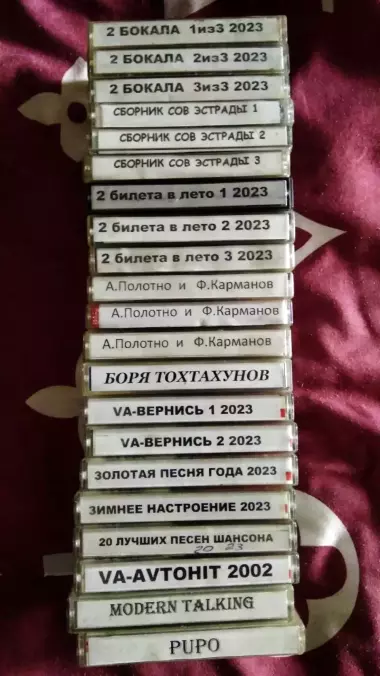 2 БОКАЛА 1из3 2023
2 БОКАЛА 2из3 2023
2 БОКАЛА 3из3 2023
СБОРНИК СОВ ЭСТРАДЫ 1
СБОРНИК СОВ ЭСТРАДЫ 2
СБОРНИК СОВ ЭСТРАДЫ 3
2 билета в лето 1 2023
2 билета в лето 2 2023
2 билета в лето 3 2023
А.Полотно и Ф.Карманов
А.Полотно и Ф.Карманов
А.Полотно и Ф.Карманов
БОРЯ ТОҲТАХУНОВ
VA-ВЕРНИСЬ 1 2023
VA-ВЕРНИСЬ 2 2023
ЗОЛОТАЯ ПЕСНЯ ГОДА 2023
ЗИМНЕЕ НАСТРОЕНИЕ 2023
20 ЛУЧШИХ ПЕСЕН ШАНСОНА
20 23
VA-AVTOHIT 2002
MODERN TALKING
PUPO